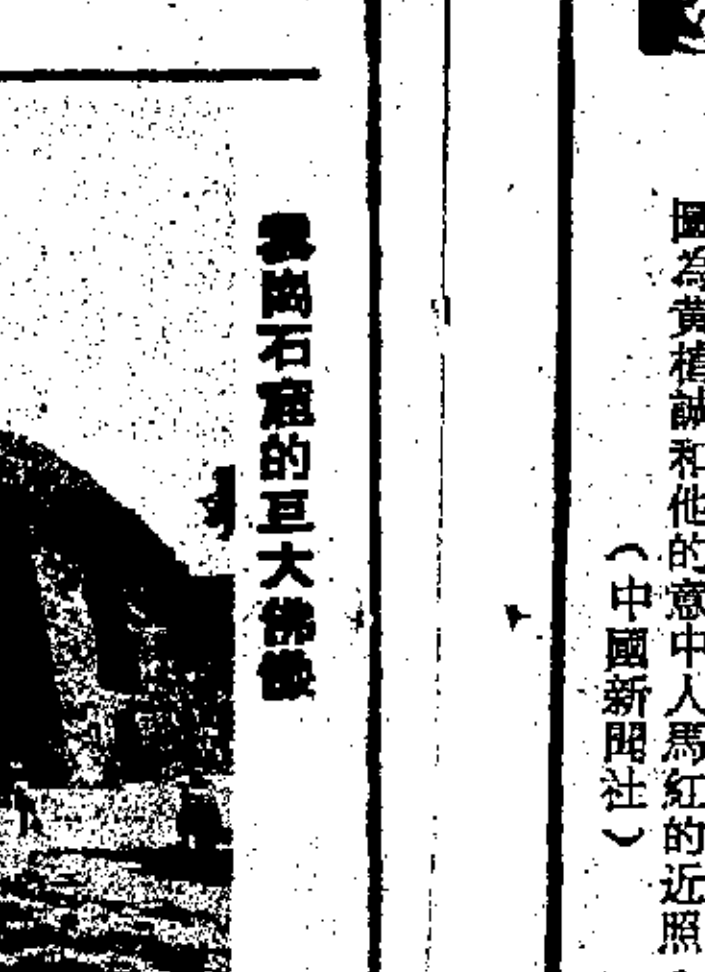 圖為黃植誠和他的意中人馬紅的近照
（中國新聞社）
雲崗石窟的巨大佛像